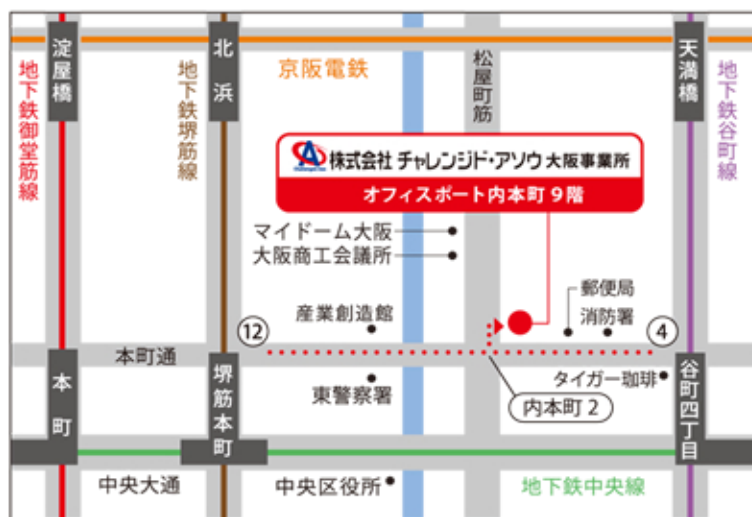 淀屋橋
北浜
天満橋
京阪電鉄
松屋町筋
地下鉄御堂筋線
地下鉄堺筋線
地下鉄谷町線
株式会社 チャレンジド・アソウ 大阪事業所
オフィスポート内本町 9階
マイドーム大阪
大阪商工会議所
郵便局
産業創造館
消防署
12
4
本町通
本町
堺筋本町
東警察署
タイガー珈琲
谷町四丁目
内本町 2
中央大通
中央区役所
地下鉄中央線